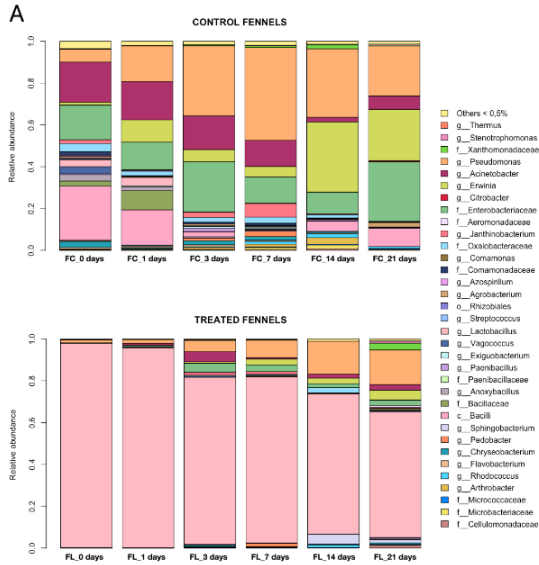 A
CONTROL FENNELS
Relative abundance
0.0 0.2 0.4 0.6 0.8 1.0
FC_0 days FC_1 days FC_3 days FC_7 days FC_14 days FC_21 days
TREATED FENNELS
Relative abundance
0.0 0.2 0.4 0.6 0.8 1.0
FL_0 days FL_1 days FL_3 days FL_7 days FL_14 days FL_21 days
Others < 0,5%
g__Thermus
g__Stenotrophomonas
f__Xanthomonadaceae
g__Pseudomonas
g__Acinetobacter
g__Erwinia
g__Citrobacter
f__Enterobacteriaceae
f__Aeromonadaceae
g__Janthinobacterium
f__Oxalobacteraceae
g__Comamonas
f__Comamonadaceae
g__Azospirillum
g__Agrobacterium
o__Rhizobiales
g__Streptococcus
g__Lactobacillus
g__Vagococcus
g__Exiguobacterium
g__Paenibacillus
f__Paenibacillaceae
g__Anoxybacillus
f__Bacillaceae
c__Bacilli
g__Sphingobacterium
g__Pedobacter
g__Chryseobacterium
g__Flavobacterium
g__Rhodococcus
g__Arthrobacter
f__Micrococcaceae
f__Microbacteriaceae
f__Cellulomonadaceae